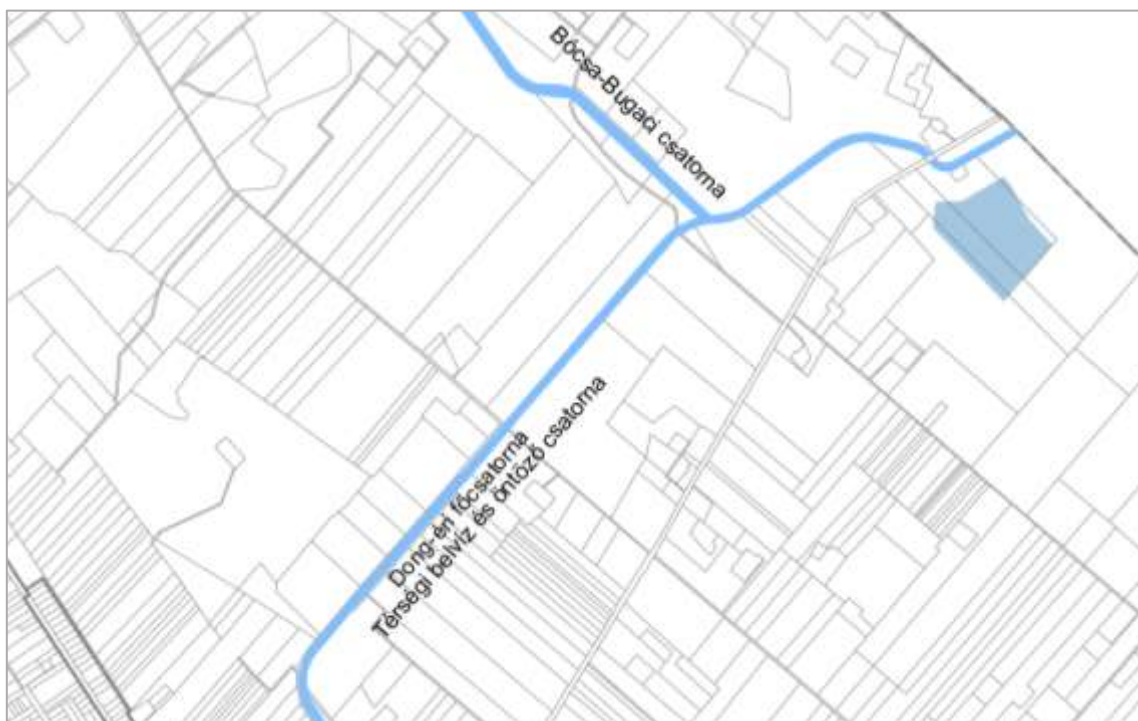 Bócsa-Bugaci csatorna
Dong-éri főcsatorna
Térségi belvíz és öntöző csatorna